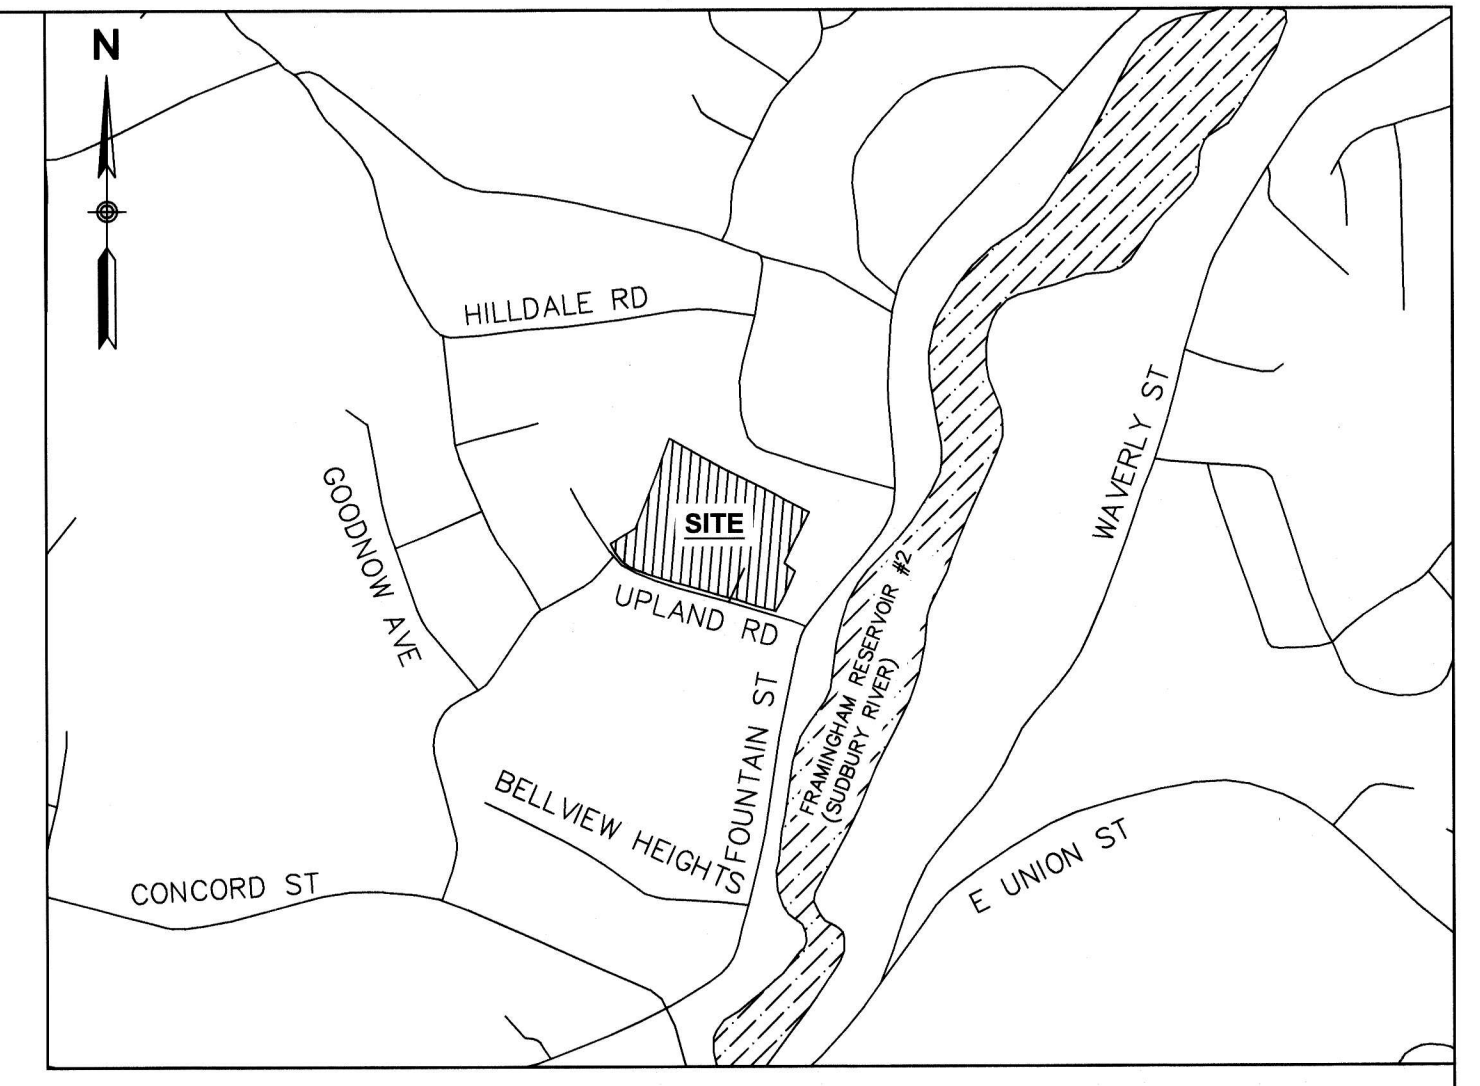 N
HILLDALE RD
WAVERLY ST
GOODNOW AVE
SITE
UPLAND RD
FRAMINGHAM RESERVOIR #2
(SUDBURY RIVER)
FOUNTAIN ST
BELLVIEW HEIGHTS
E UNION ST
CONCORD ST